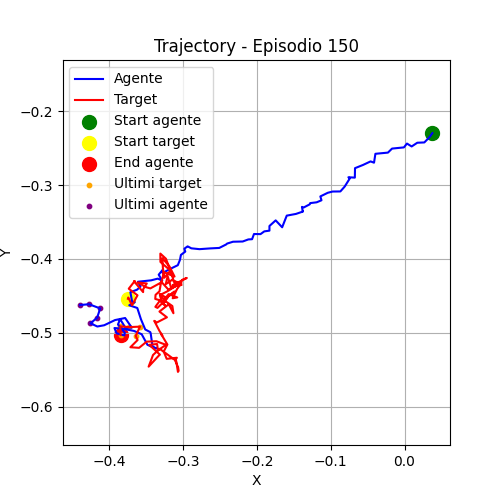 Trajectory - Episodio 150
Agente
Target
Start agente
Start target
End agente
Ultimi target
Ultimi agente
Y
−0.2
−0.3
−0.4
−0.5
−0.6
−0.4
−0.3
−0.2
−0.1
0.0
X